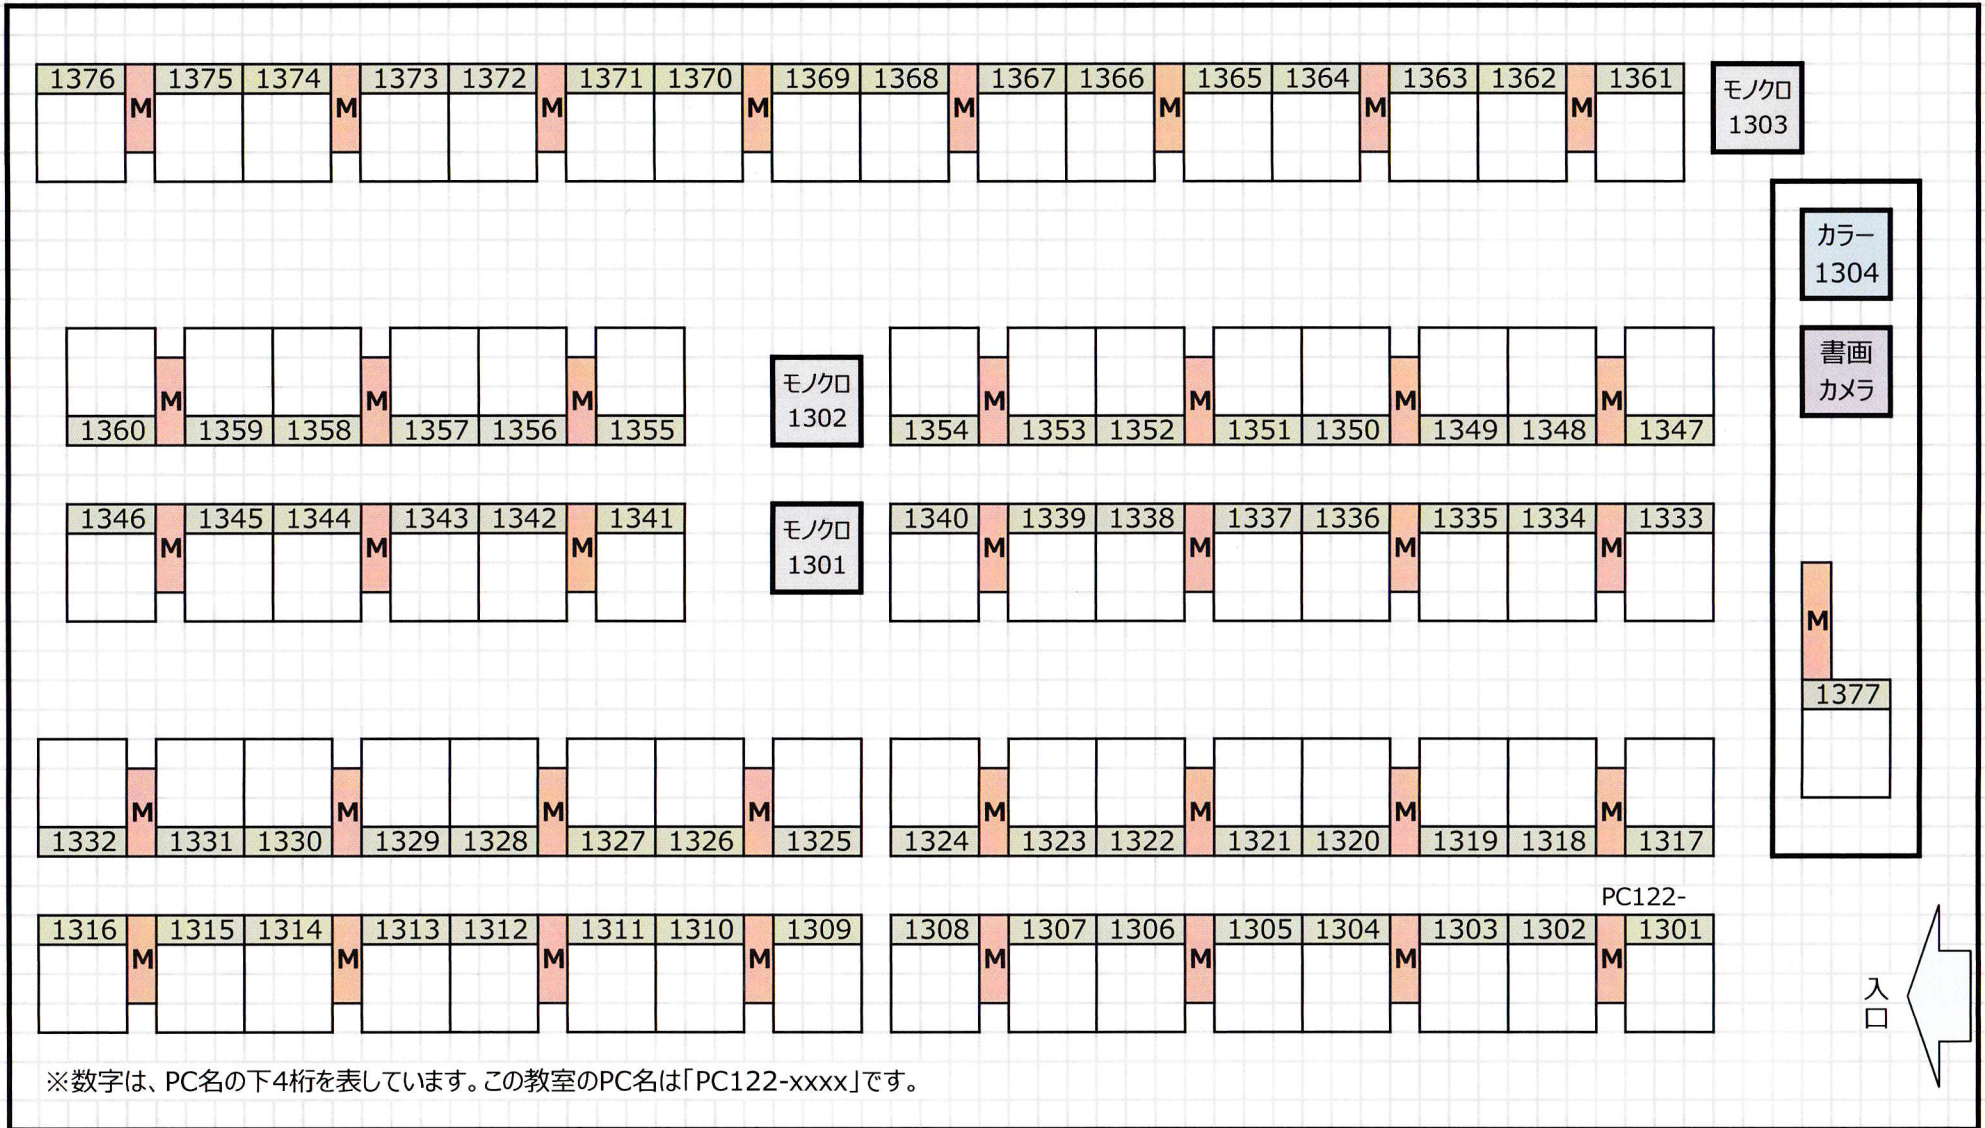 1376 M 1375 1374 M 1373 1372 M 1371 1370 M 1369 1368 M 1367 1366 M 1365 1364 M 1363 1362 M 1361
モノクロ
1303
カラー
1304
書画
カメラ
M M M M M M M
1360 1359 1358 1357 1356 1355 1354 1353 1352 1351 1350 1349 1348 1347
モノクロ
1302
1346 1345 1344 1343 1342 1341 1340 1339 1338 1337 1336 1335 1334 1333
M M M M M M M
モノクロ
1301
M
1377
M M M M M M M M
1332 1331 1330 1329 1328 1327 1326 1325 1324 1323 1322 1321 1320 1319 1318 1317
PC122-
1316 1315 1314 1313 1312 1311 1310 1309 1308 1307 1306 1305 1304 1303 1302 1301
M M M M M M M M
入口
※数字は、PC名の下4桁を表しています。この教室のPC名は「PC122-xxxx」です。